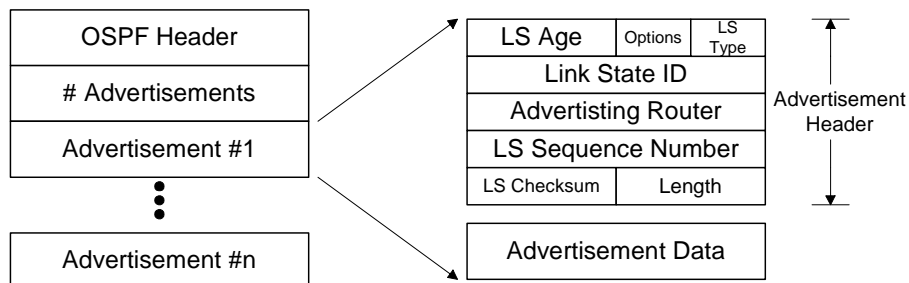 OSPF Header
# Advertisements
Advertisement #1
Advertisement #n
LS Age
Options
LS
Type
Link State ID
Advertisting Router
LS Sequence Number
LS Checksum
Length
Advertisement Data
Advertisement
Header